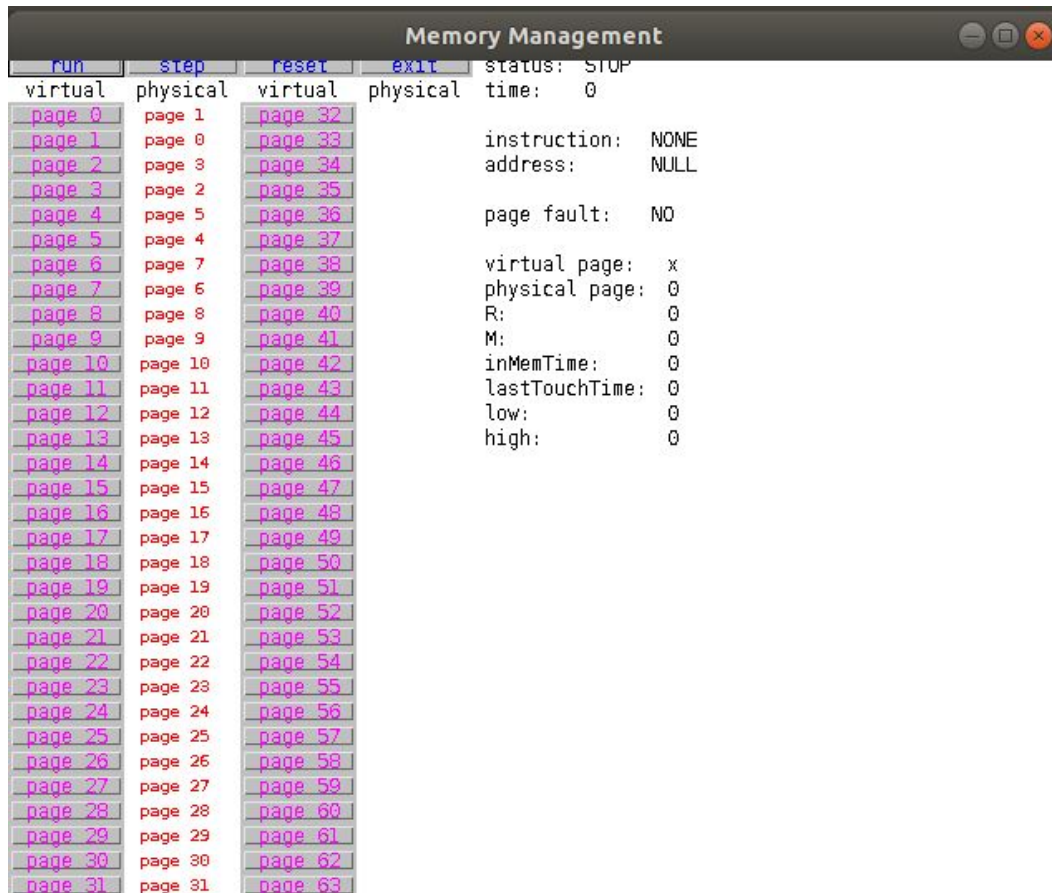 Memory Management
run step reset exit status: STOP
virtual physical virtual physical time: 0
page 0 page 1 page 32
page 1 page 0 page 33 instruction: NONE
page 2 page 3 page 34 address: NULL
page 3 page 2 page 35
page 4 page 5 page 36 page fault: NO
page 5 page 4 page 37
page 6 page 7 page 38 virtual page: x
page 7 page 6 page 39 physical page: 0
page 8 page 8 page 40 R: 0
page 9 page 9 page 41 M: 0
page 10 page 10 page 42 inMemTime: 0
page 11 page 11 page 43 lastTouchTime: 0
page 12 page 12 page 44 low: 0
page 13 page 13 page 45 high: 0
page 14 page 14 page 46
page 15 page 15 page 47
page 16 page 16 page 48
page 17 page 17 page 49
page 18 page 18 page 50
page 19 page 19 page 51
page 20 page 20 page 52
page 21 page 21 page 53
page 22 page 22 page 54
page 23 page 23 page 55
page 24 page 24 page 56
page 25 page 25 page 57
page 26 page 26 page 58
page 27 page 27 page 59
page 28 page 28 page 60
page 29 page 29 page 61
page 30 page 30 page 62
page 31 page 31 page 63